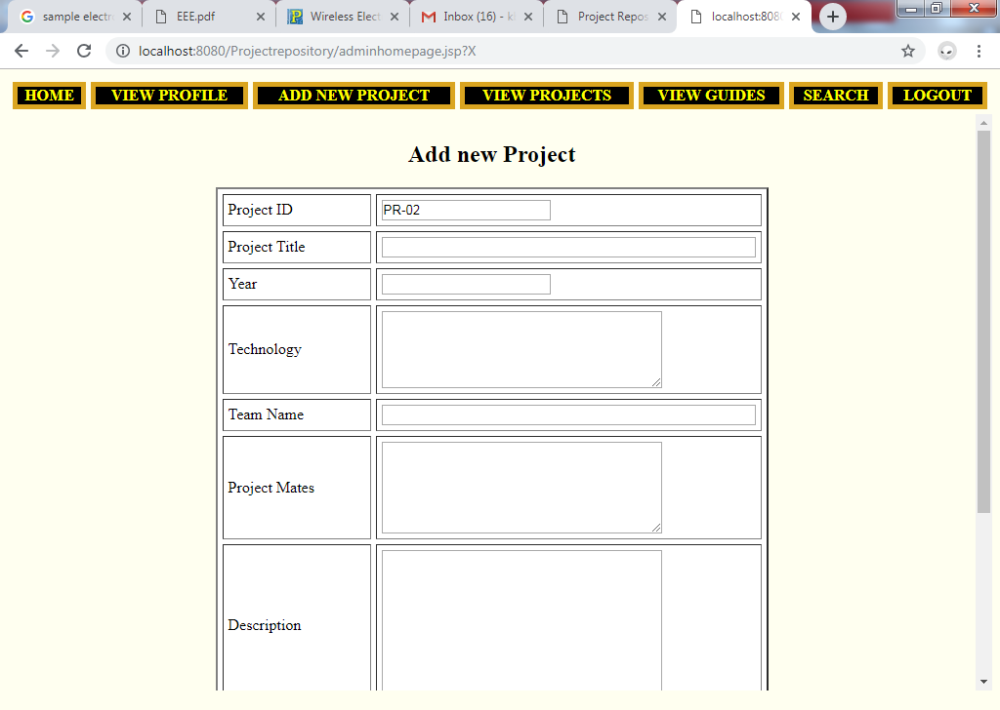 sample electr
EEE.pdf
Wireless Elect
Inbox (16) - k
Project Repos
localhost:808
localhost:8080/Projectrepository/adminhomepage.jsp?X
HOME VIEW PROFILE ADD NEW PROJECT VIEW PROJECTS VIEW GUIDES SEARCH LOGOUT
Add new Project
Project ID PR-02
Project Title
Year
Technology
Team Name
Project Mates
Description